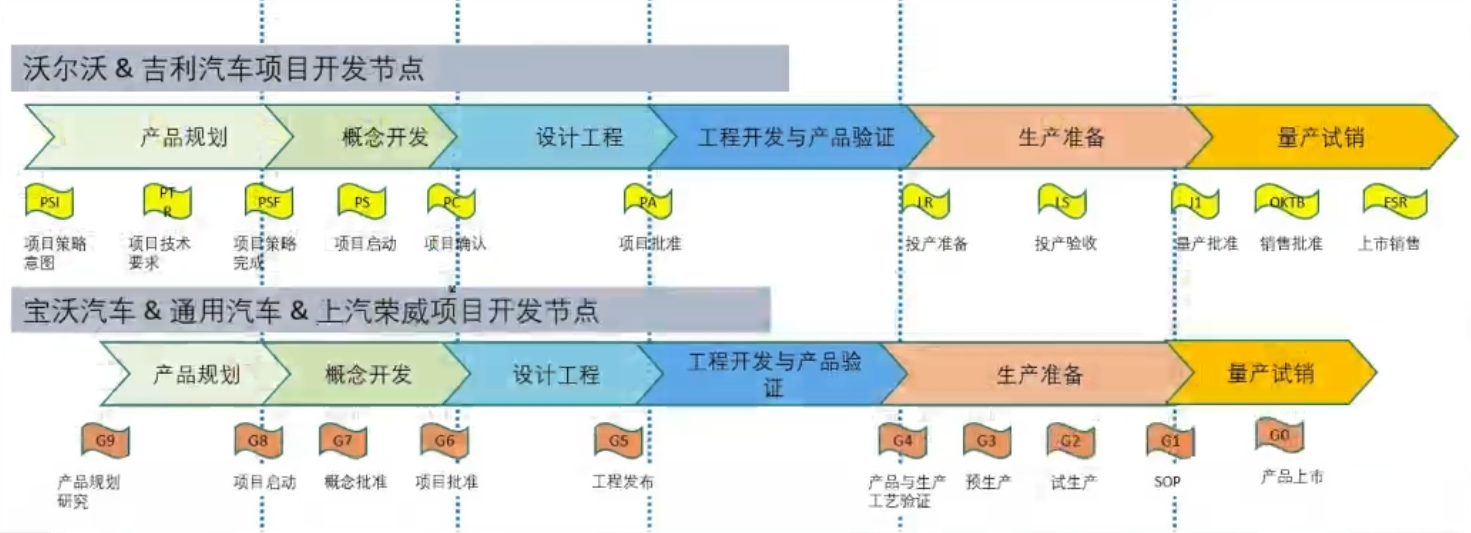 沃尔沃 & 吉利汽车项目开发节点
产品规划 概念开发 设计工程 工程开发与产品验证 生产准备 量产试销
PSI PT PSF PS PC PA LR LS J1 OKTB FSR
R
项目策略 项目技术 项目策略 项目启动 项目确认 项目批准 投产准备 投产验收 量产批准 销售批准 上市销售
意图 要求 完成
宝沃汽车 & 通用汽车 & 上汽荣威项目开发节点
产品规划 概念开发 设计工程 工程开发与产品验 生产准备 量产试销
证
G9 G8 G7 G6 G5 G4 G3 G2 G1 G0
产品规划 项目启动 概念批准 项目批准 工程发布 产品与生产 预生产 试生产 SOP 产品上市
研究 工艺验证